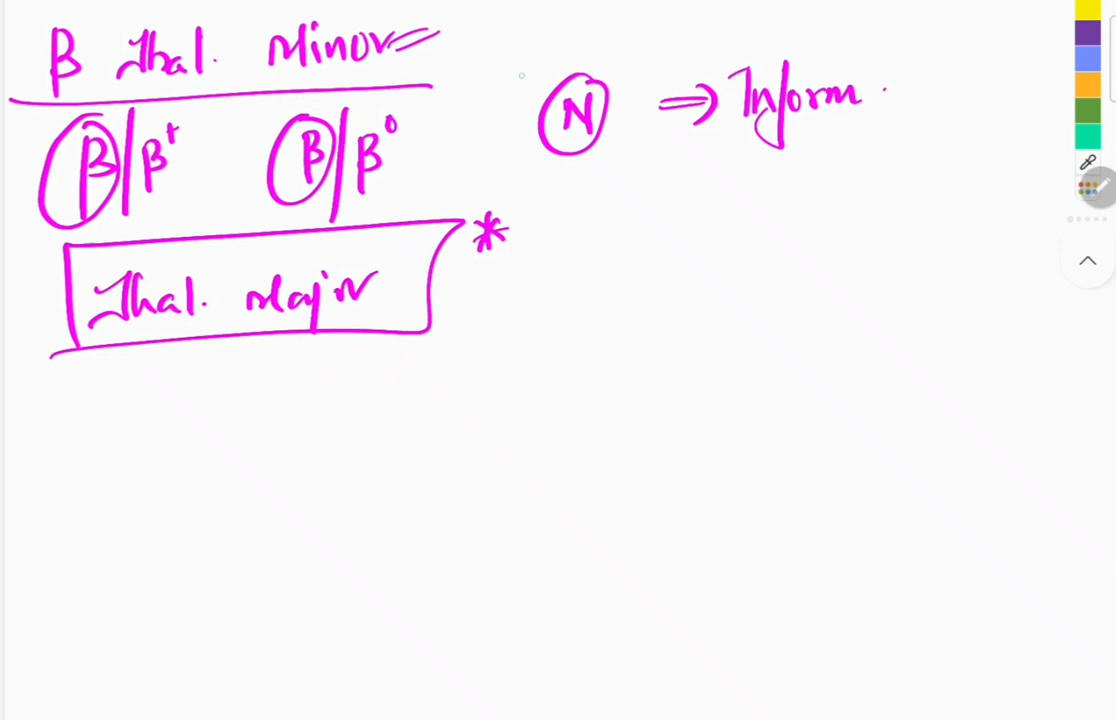 β Thal. Minor
N ⇒ Inform.
β/β⁺ β/β⁰
*
Thal. Major